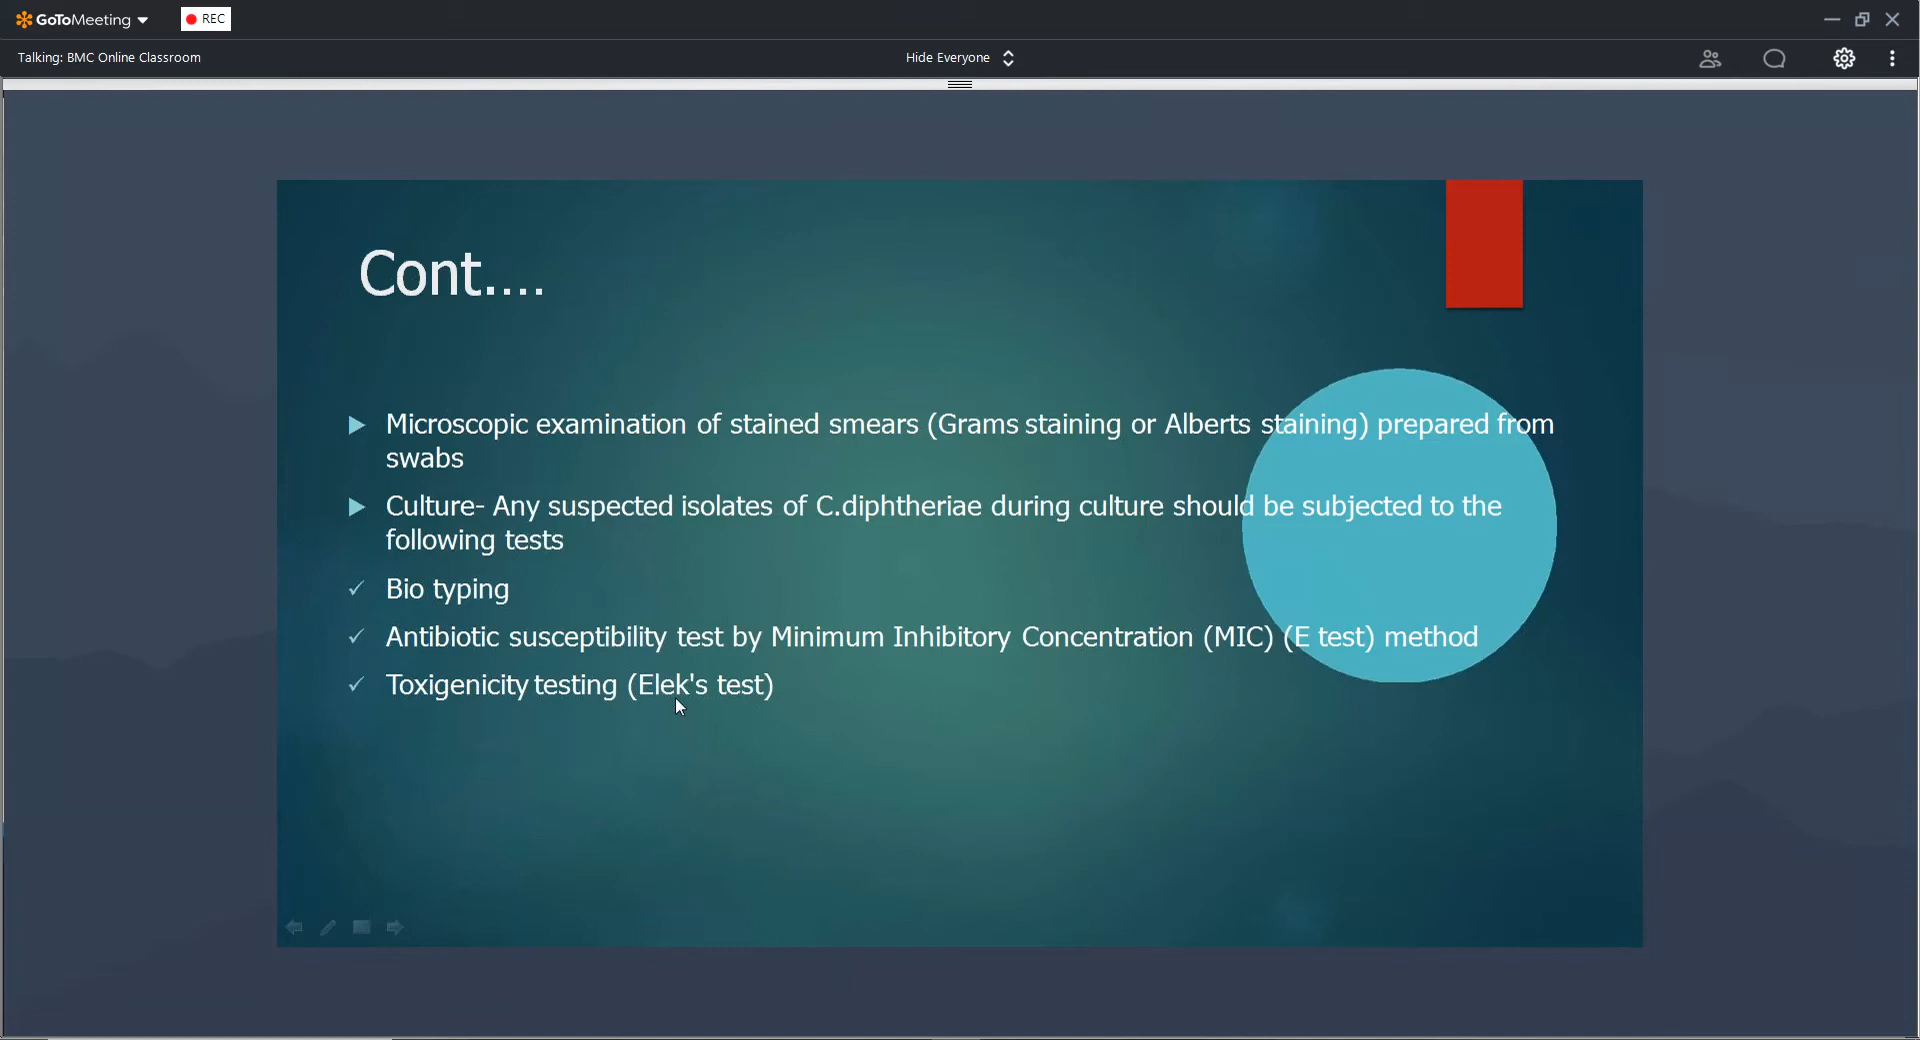 GoToMeeting
REC
Talking: BMC Online Classroom
Hide Everyone
Cont....
Microscopic examination of stained smears (Grams staining or Alberts staining) prepared from
swabs
Culture- Any suspected isolates of C.diphtheriae during culture should be subjected to the
following tests
Bio typing
Antibiotic susceptibility test by Minimum Inhibitory Concentration (MIC) (E test) method
Toxigenicity testing (Elek's test)